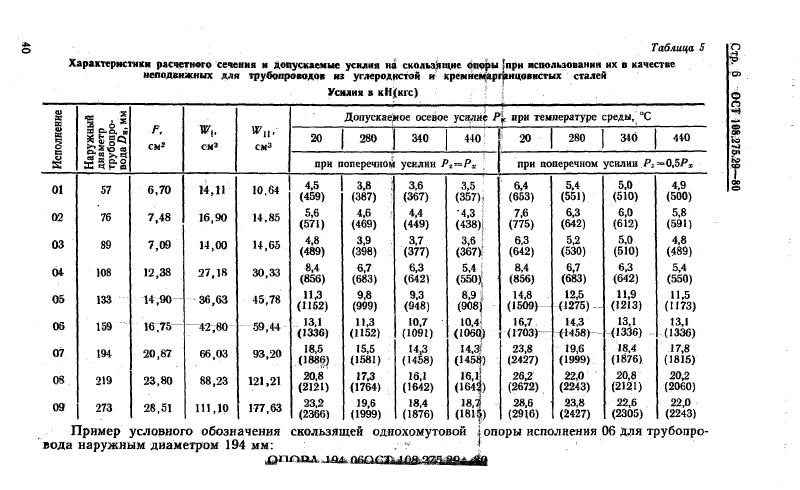 40
Таблица 5
Стр. 6 ОСТ 108.275.29—80
Характеристики расчетного сечения и допускаемые усилия на скользящие опоры при использовании их в качестве
неподвижных для трубопроводов из углеродистой и кремнемарганцовистых сталей
Усилия в кН(кгс)
Исполнение | Наружный диаметр трубопровода Dн, мм | F, см² | WI, см³ | WII, см³ | Допускаемое осевое усилие Px при температуре среды, °С
20 | 280 | 340 | 440 | 20 | 280 | 340 | 440
при поперечном усилии Pz=Px | при поперечном усилии Pz=0,5Px
01 57 6,70 14,11 10,64 4,5 3,8 3,6 3,5 6,4 5,4 5,0 4,9
(459) (387) (367) (357) (653) (551) (510) (500)
02 76 7,48 16,90 14,85 5,6 4,6 4,4 4,3 7,6 6,3 6,0 5,8
(571) (469) (449) (438) (775) (642) (612) (591)
03 89 7,09 14,00 14,65 4,8 3,9 3,7 3,6 6,3 5,2 5,0 4,8
(489) (398) (377) (367) (642) (530) (510) (489)
04 108 12,38 27,18 30,33 8,4 6,7 6,3 5,4 8,4 6,7 6,3 5,4
(856) (683) (642) (550) (856) (683) (642) (550)
05 133 14,90 36,63 45,78 11,3 9,8 9,3 8,9 14,8 12,5 11,9 11,5
(1152) (999) (948) (908) (1509) (1275) (1213) (1173)
06 159 16,75 42,80 59,44 13,1 11,3 10,7 10,4 16,7 14,3 13,1 13,1
(1336) (1152) (1091) (1060) (1703) (1458) (1336) (1336)
07 194 20,87 66,03 93,20 18,5 15,5 14,3 14,3 23,8 19,6 18,4 17,8
(1886) (1581) (1458) (1458) (2427) (1999) (1876) (1815)
08 219 23,80 88,23 121,21 20,8 17,3 16,1 16,1 26,2 22,0 20,8 20,2
(2121) (1764) (1642) (1642) (2672) (2243) (2121) (2060)
09 273 28,51 111,10 177,63 23,2 19,6 18,4 18,7 28,6 23,8 22,6 22,0
(2366) (1999) (1876) (1815) (2916) (2427) (2305) (2243)
Пример условного обозначения скользящей однохомутовой опоры исполнения 06 для трубопро-
вода наружным диаметром 194 мм:
ОПОРА 194 06ОСТ 108.275.29—80